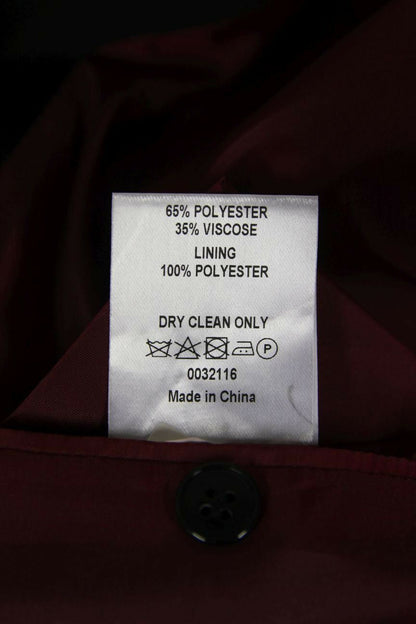 65% POLYESTER
35% VISCOSE
LINING
100% POLYESTER
DRY CLEAN ONLY
P
0032116
Made in China